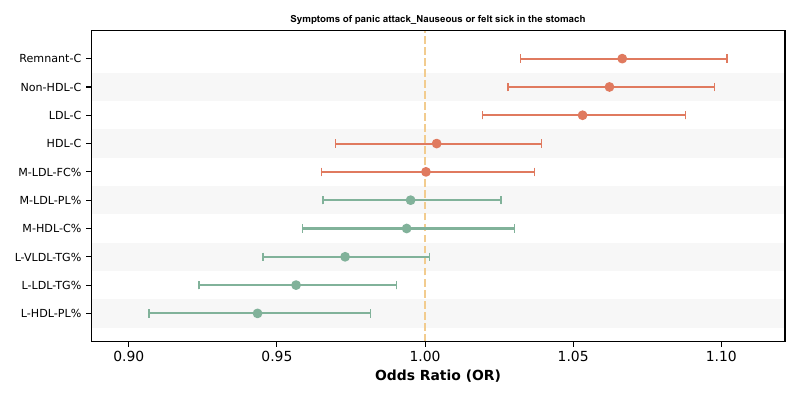 Symptoms of panic attack_Nauseous or felt sick in the stomach
Remnant-C
Non-HDL-C
LDL-C
HDL-C
M-LDL-FC%
M-LDL-PL%
M-HDL-C%
L-VLDL-TG%
L-LDL-TG%
L-HDL-PL%
0.90 0.95 1.00 1.05 1.10
Odds Ratio (OR)